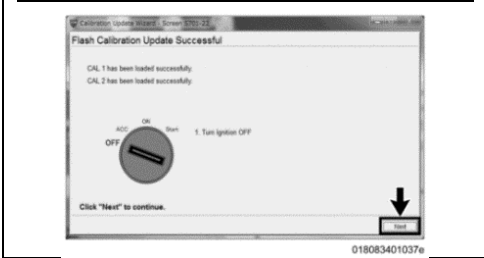 Calibration Update Wizard - Screen S701-22
Flash Calibration Update Successful
CAL 1 has been loaded successfully.
CAL 2 has been loaded successfully.
ON
ACC
Start
OFF
1. Turn Ignition OFF
Click "Next" to continue.
Next
018083401037e